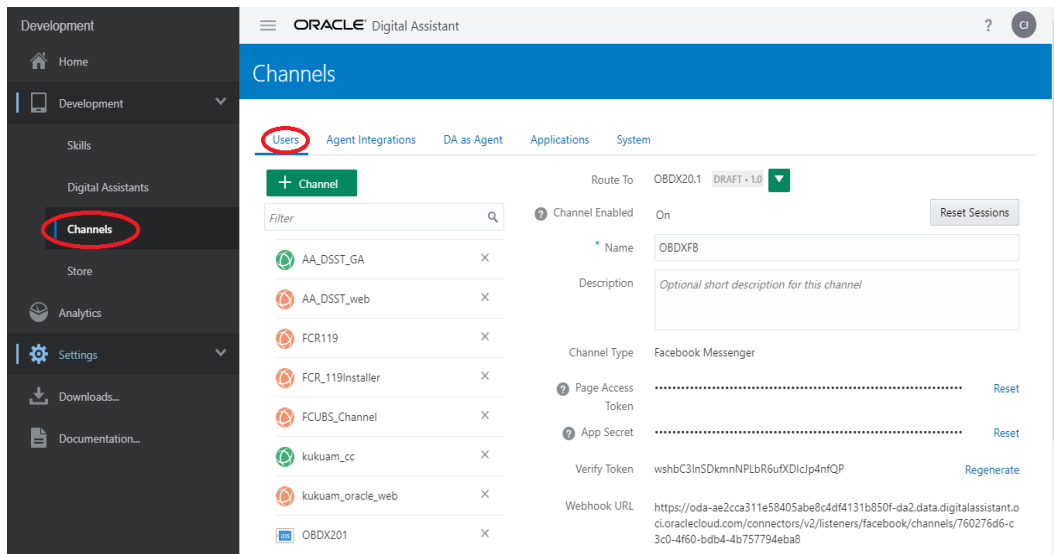 Development
ORACLE Digital Assistant
?
CJ
Home
Development
Skills
Digital Assistants
Channels
Store
Analytics
Settings
Downloads...
Documentation...
Channels
Users Agent Integrations DA as Agent Applications System
+ Channel
Filter
AA_DSST_GA
AA_DSST_web
FCR119
FCR_119Installer
FCUBS_Channel
kukuam_cc
kukuam_oracle_web
iOS OBDX201
Route To OBDX20.1 DRAFT • 1.0
? Channel Enabled On Reset Sessions
* Name OBDXFB
Description Optional short description for this channel
Channel Type Facebook Messenger
? Page Access
Token
Reset
? App Secret Reset
Verify Token wshbC3InSDkmnNPLbR6ufXDIcJp4nfQP Regenerate
Webhook URL https://oda-ae2cca311e58405abe8c4df4131b850f-da2.data.digitalassistant.o
ci.oraclecloud.com/connectors/v2/listeners/facebook/channels/760276d6-c
3c0-4f60-bdb4-4b757794eba8